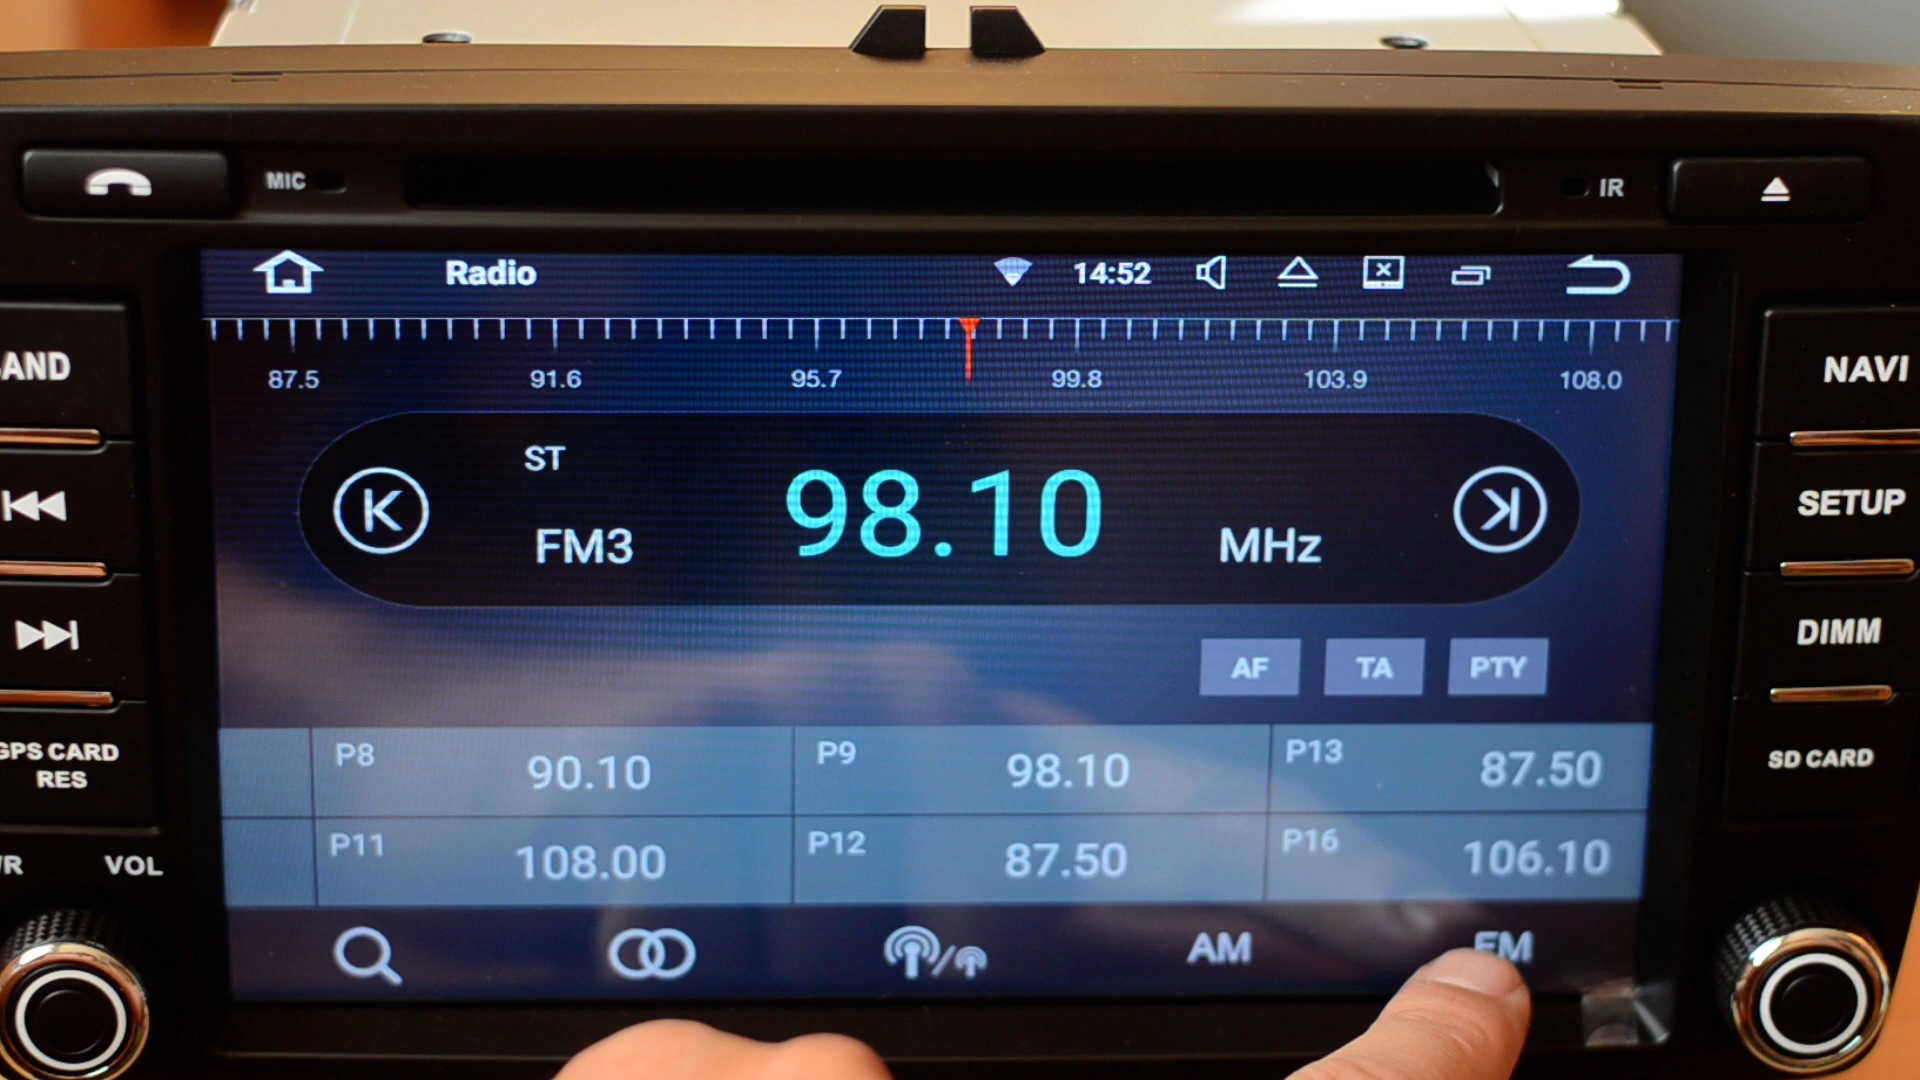 MIC
IR
Radio 14:52
87.5 91.6 95.7 99.8 103.9 108.0
ST
FM3 98.10 MHz
AF TA PTY
P8 90.10 P9 98.10 P13 87.50
P11 108.00 P12 87.50 P16 106.10
AM FM
AND
GPS CARD
RES
VOL
NAVI
SETUP
DIMM
SD CARD